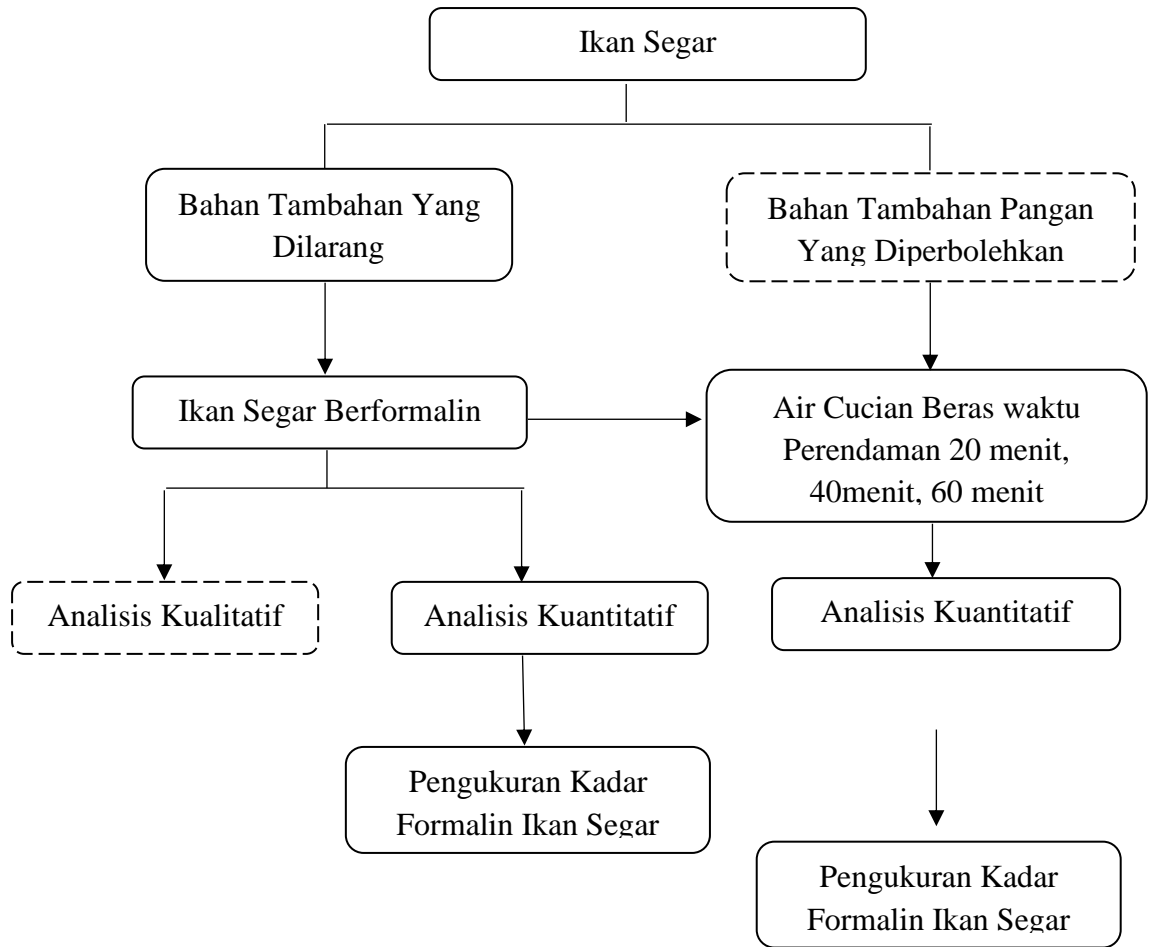 Ikan Segar
Bahan Tambahan Yang
Dilarang
Bahan Tambahan Pangan
Yang Diperbolehkan
Ikan Segar Berformalin
Air Cucian Beras waktu
Perendaman 20 menit,
40menit, 60 menit
Analisis Kualitatif
Analisis Kuantitatif
Analisis Kuantitatif
Pengukuran Kadar
Formalin Ikan Segar
Pengukuran Kadar
Formalin Ikan Segar